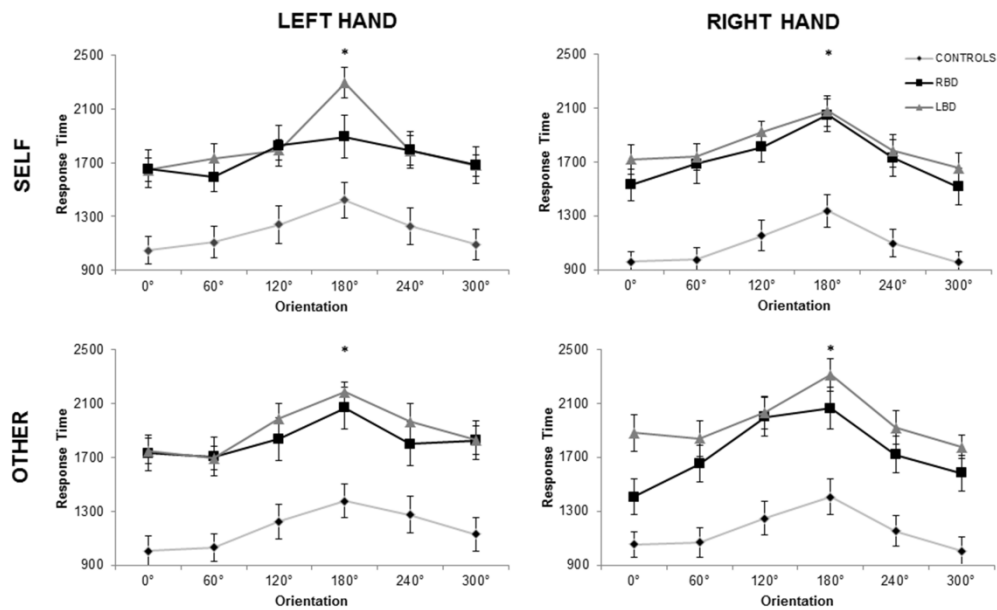 LEFT HAND
RIGHT HAND
SELF
Response Time
2500
2100
1700
1300
900
*
0° 60° 120° 180° 240° 300°
Orientation
Response Time
2500
2100
1700
1300
900
*
0° 60° 120° 180° 240° 300°
Orientation
CONTROLS
RBD
LBD
OTHER
Response Time
2500
2100
1700
1300
900
*
0° 60° 120° 180° 240° 300°
Orientation
Response Time
2500
2100
1700
1300
900
*
0° 60° 120° 180° 240° 300°
Orientation